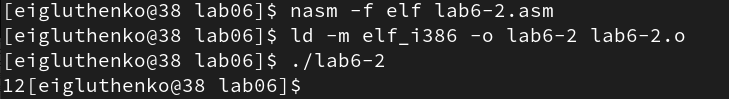 [eigluthenko@38 lab06]$ nasm -f elf lab6-2.asm
[eigluthenko@38 lab06]$ ld -m elf_i386 -o lab6-2 lab6-2.o
[eigluthenko@38 lab06]$ ./lab6-2
12[eigluthenko@38 lab06]$